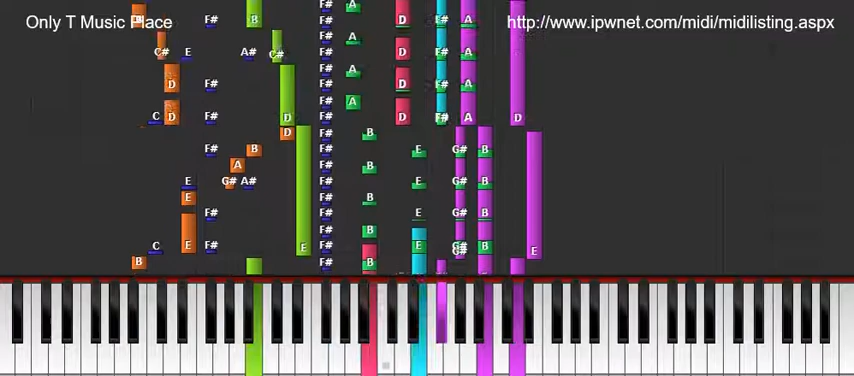 Only T Music Place
http://www.ipwnet.com/midi/midilisting.aspx
B F# B F# D F# A
F# A D F#
C# E A# C# F# F# A
F# A
D F# D F# A
F# A D
C D F# D F# D F# A D
D F# B
F# B F# E G# B
A F# B
E G# A# F# E G# B
E F# B
F# F# E G# B
F# B
C E F# E F# E G# B E
G#
B F# B